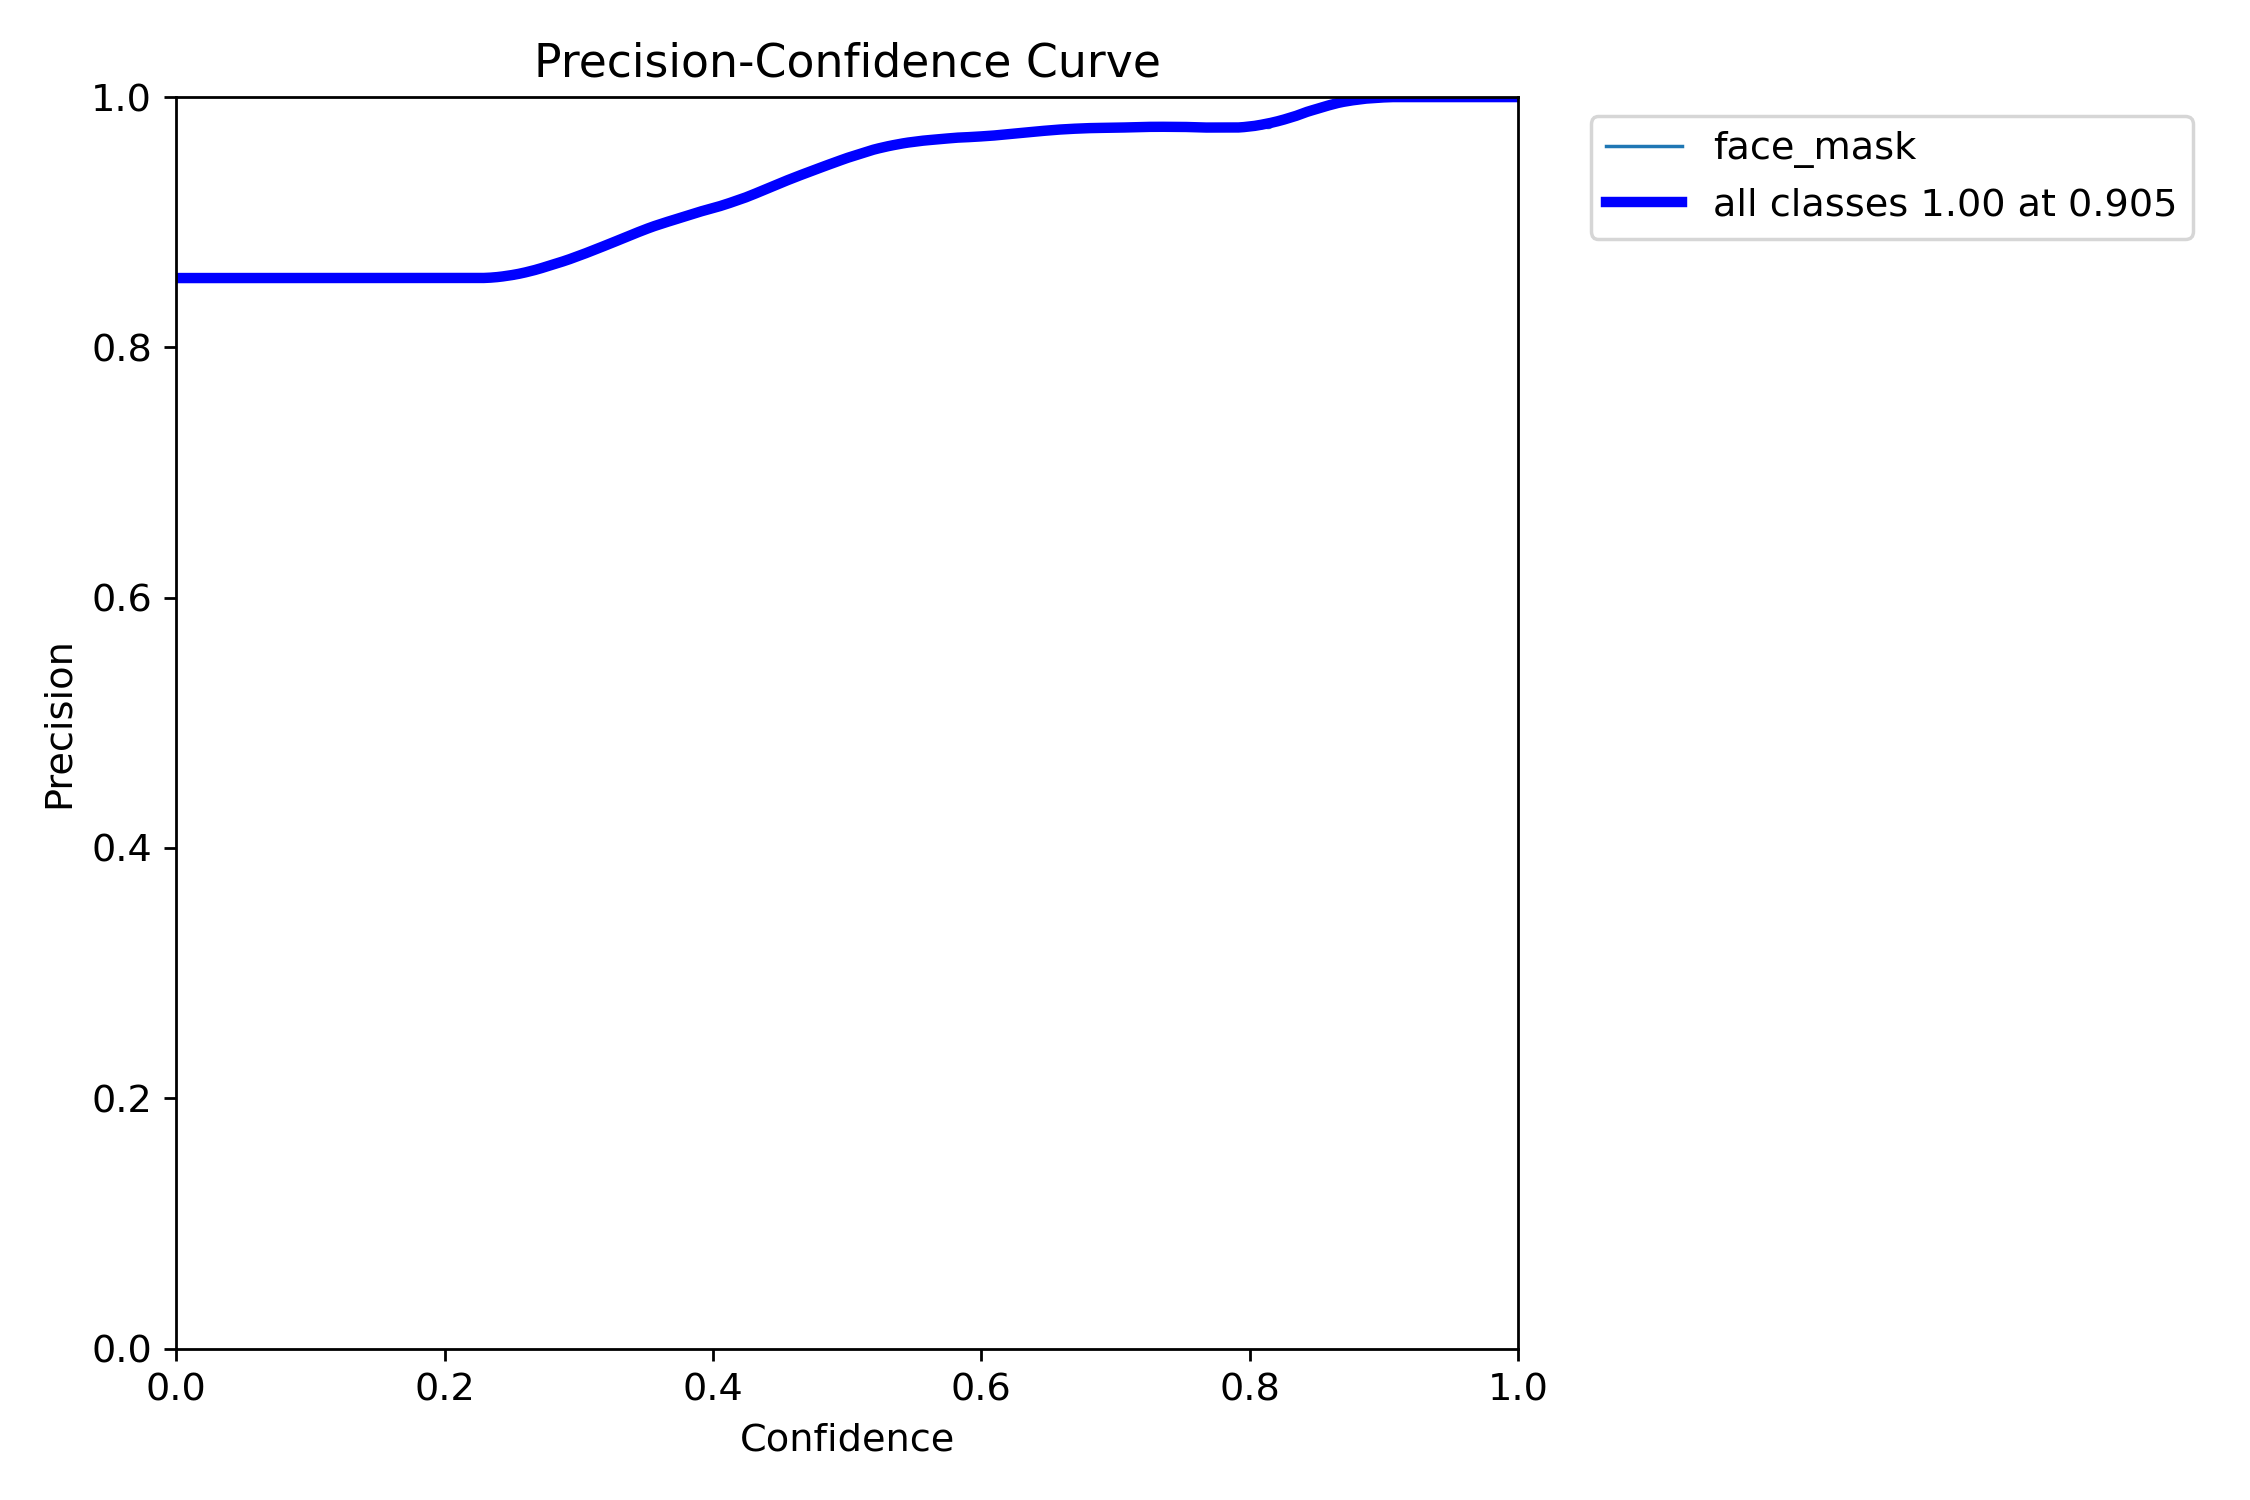 Precision-Confidence Curve
1.0
0.8
0.6
0.4
0.2
0.0
Precision
0.0 0.2 0.4 0.6 0.8 1.0
Confidence
face_mask
all classes 1.00 at 0.905